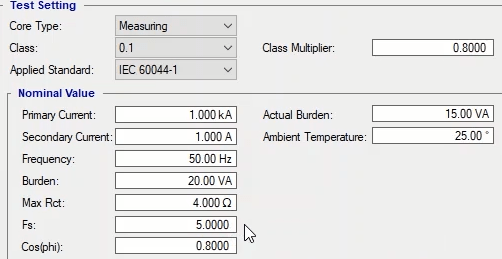 Test Setting
Core Type: Measuring
Class: 0.1 Class Multiplier: 0.8000
Applied Standard: IEC 60044-1
Nominal Value
Primary Current: 1.000 kA Actual Burden: 15.00 VA
Secondary Current: 1.000 A Ambient Temperature: 25.00 °
Frequency: 50.00 Hz
Burden: 20.00 VA
Max Rct: 4.000 Ω
Fs: 5.0000
Cos(phi): 0.8000